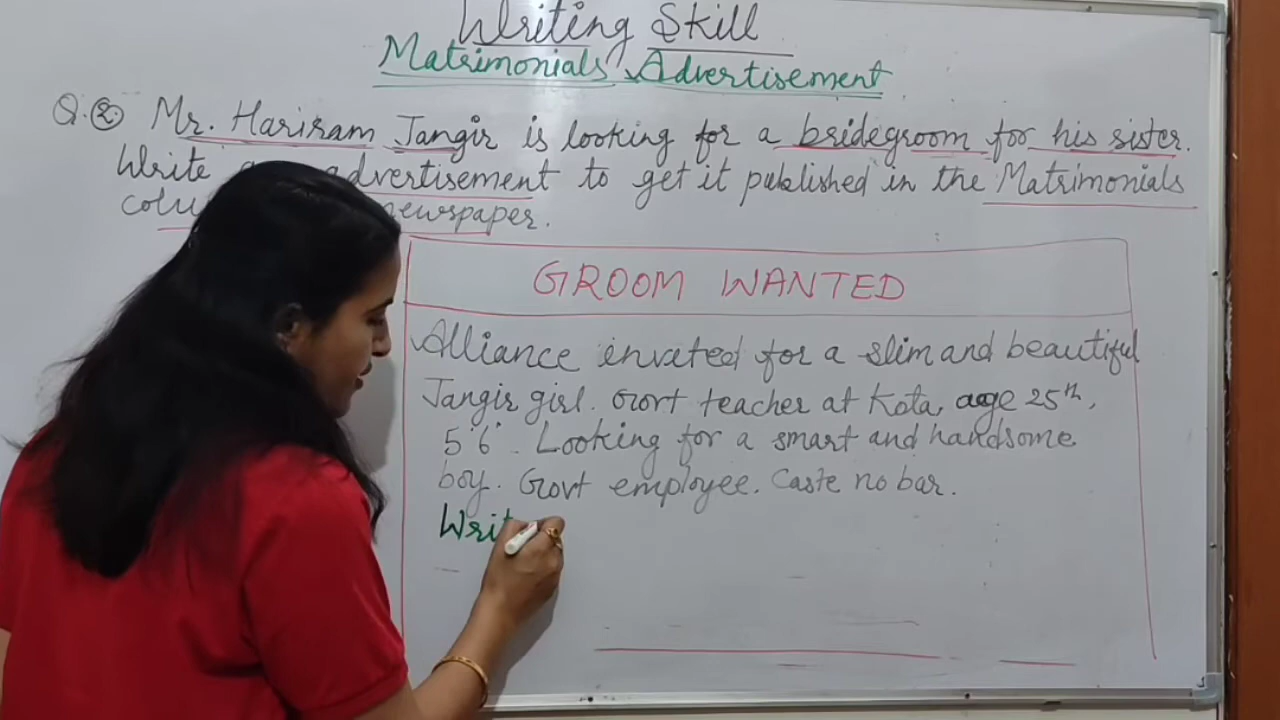 Writing Skill
Matrimonials Advertisement
Q.② Mr. Hariram Jangir is looking for a bridegroom for his sister.
Write advertisement to get it published in the Matrimonials
newspaper.
GROOM WANTED
Alliance invated for a slim and beautiful
Jangir girl. Govt teacher at Kota, age 25th,
5'6". Looking for a smart and handsome
boy. Govt employee. Caste no bar.
Writ